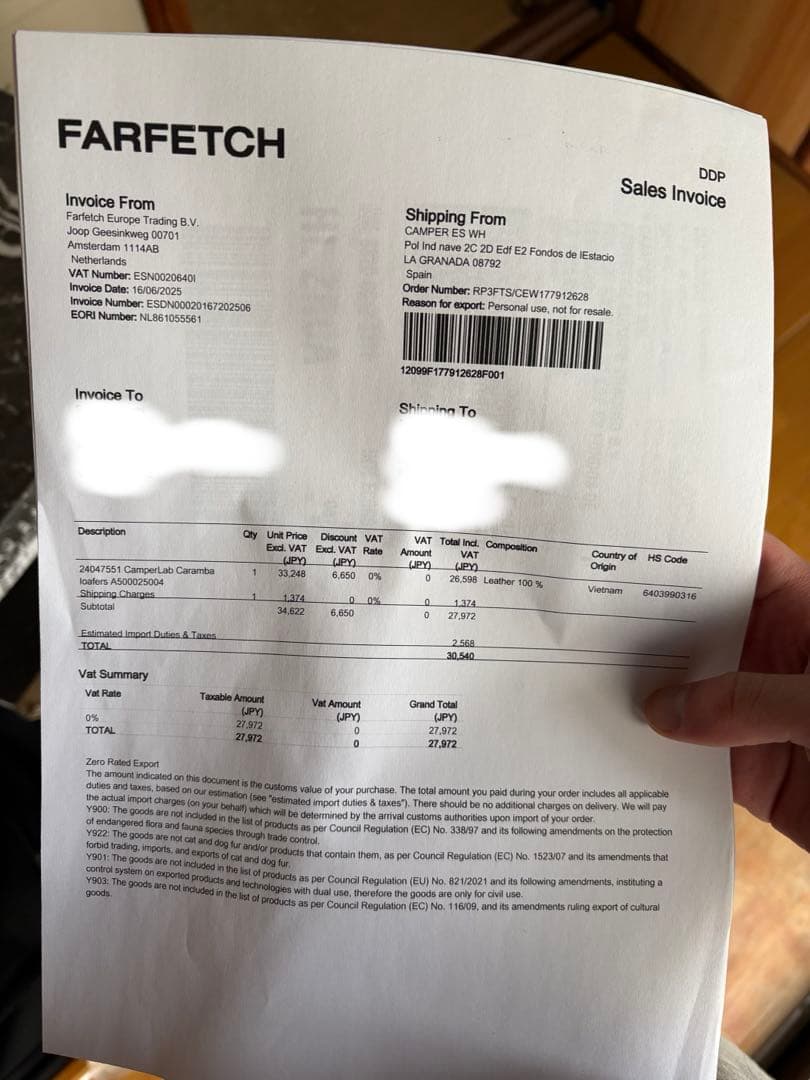 FARFETCH
DDP
Sales Invoice
Invoice From
Farfetch Europe Trading B.V.
Joop Geesinkweg 00701
Amsterdam 1114AB
Netherlands
VAT Number: ESN0020640I
Invoice Date: 16/06/2025
Invoice Number: ESDN00020167202506
EORI Number: NL861055561
Shipping From
CAMPER ES WH
Pol Ind nave 2C 2D Edf E2 Fondos de lEstacio
LA GRANADA 08792
Spain
Order Number: RP3FTS/CEW177912628
Reason for export: Personal use, not for resale.
12099F177912628F001
Invoice To
Shipping To
Description Qty Unit Price Excl. VAT (JPY) Discount Excl. VAT (JPY) VAT Rate VAT Amount (JPY) Total Incl. VAT (JPY) Composition Country of Origin HS Code
24047551 CamperLab Caramba loafers A500025004 1 33,248 6,650 0% 0 26,598 Leather 100 % Vietnam 6403990316
Shipping Charges 1 1,374 0 0% 0 1,374
Subtotal 34,622 6,650 0 27,972
Estimated Import Duties & Taxes 2,568
TOTAL 30,540
Vat Summary
Vat Rate Taxable Amount (JPY) Vat Amount (JPY) Grand Total (JPY)
0% 27,972 0 27,972
TOTAL 27,972 0 27,972
Zero Rated Export
The amount indicated on this document is the customs value of your purchase. The total amount you paid during your order includes all applicable
duties and taxes, based on our estimation (see "estimated import duties & taxes"). There should be no additional charges on delivery. We will pay
the actual import charges (on your behalf) which will be determined by the arrival customs authorities upon import of your order.
Y900: The goods are not included in the list of products as per Council Regulation (EC) No. 338/97 and its following amendments on the protection
of endangered flora and fauna species through trade control.
Y922: The goods are not cat and dog fur and/or products that contain them, as per Council Regulation (EC) No. 1523/07 and its amendments that
forbid trading, imports, and exports of cat and dog fur.
Y901: The goods are not included in the list of products as per Council Regulation (EU) No. 821/2021 and its following amendments, instituting a
control system on exported products and technologies with dual use, therefore the goods are only for civil use.
Y903: The goods are not included in the list of products as per Council Regulation (EC) No. 116/09, and its amendments ruling export of cultural
goods.